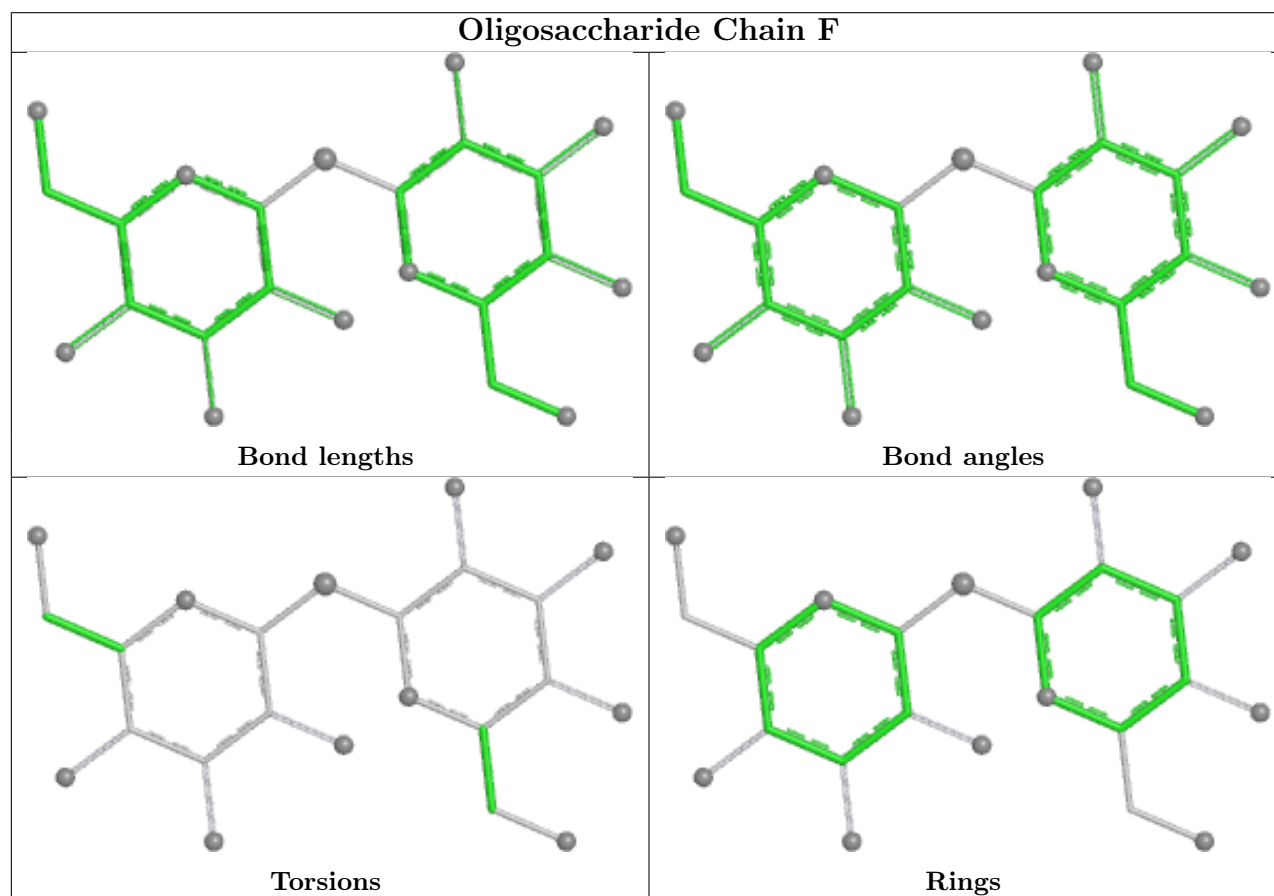 Oligosaccharide Chain F
Bond lengths
Bond angles
Torsions
Rings